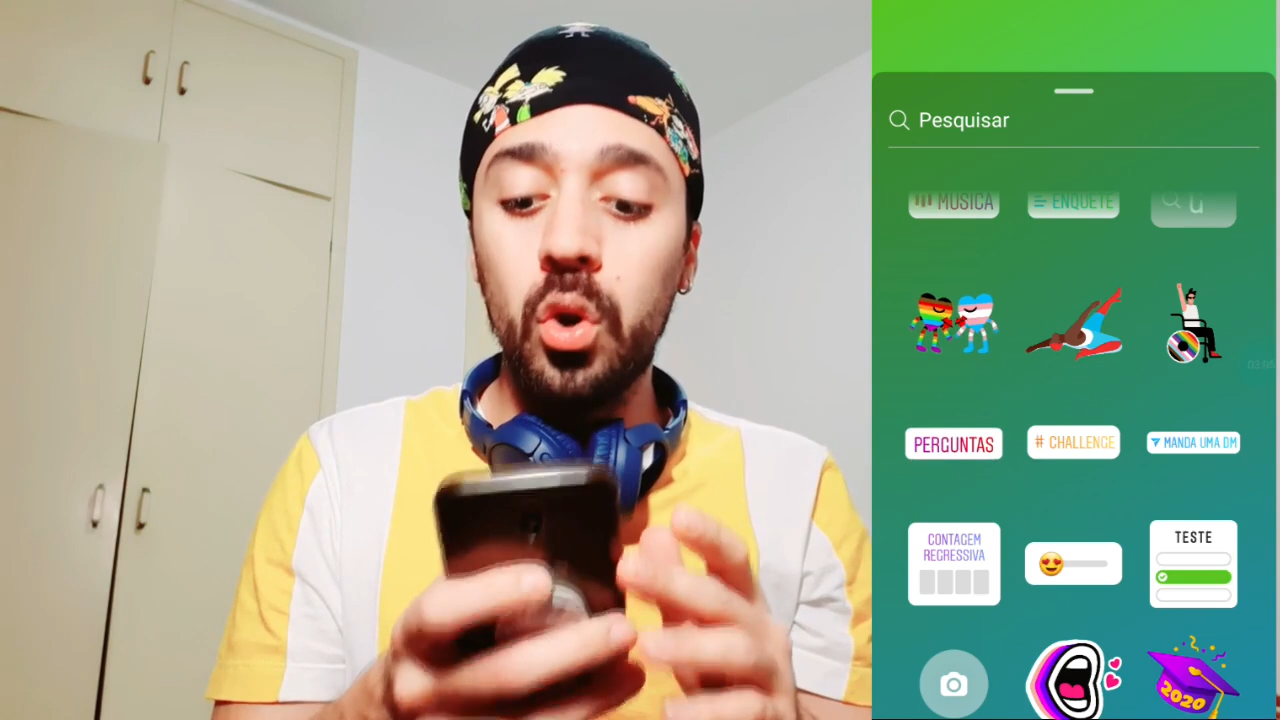 Pesquisar
MÚSICA
ENQUETE
PERGUNTAS
# CHALLENGE
MANDA UMA DM
CONTAGEM
REGRESSIVA
TESTE
2020